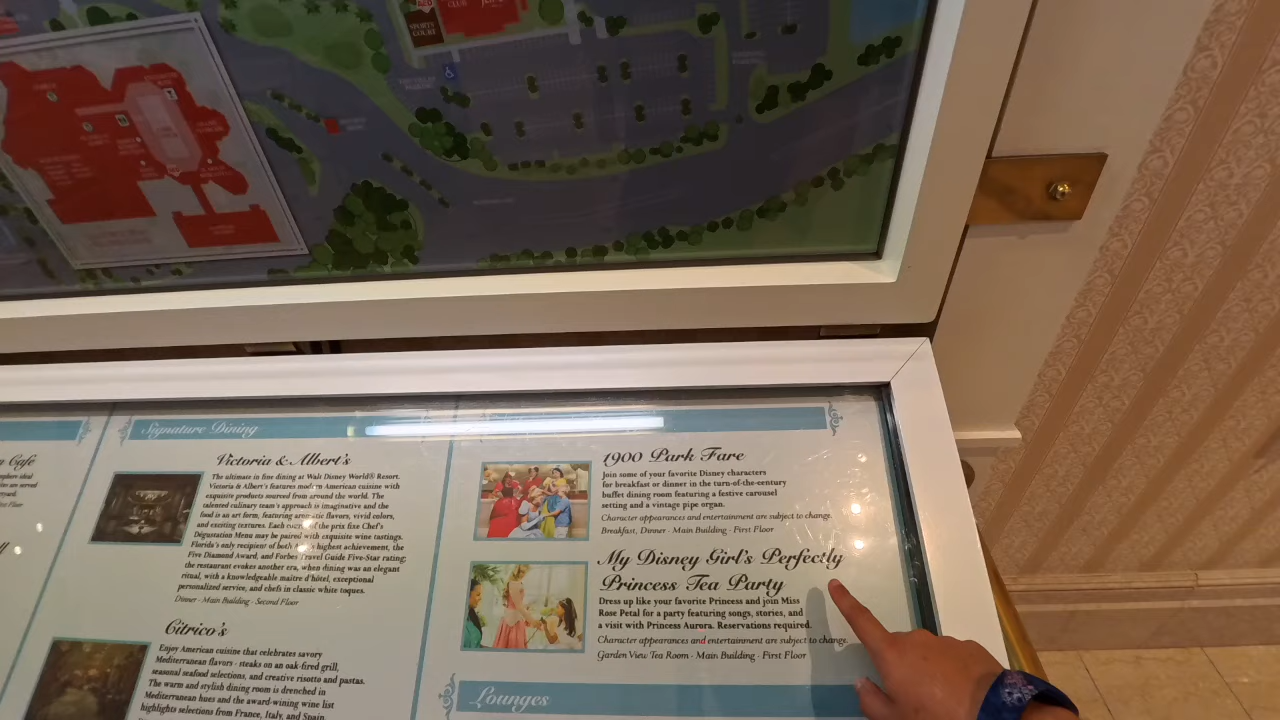 CLUB
SPORTS
COURT
n Cafe
Signature Dining
Victoria & Albert's
The ultimate in fine dining at Walt Disney World® Resort.
Victoria & Albert's features modern American cuisine with
exquisite products sourced from around the world. The
talented culinary team's approach is imaginative and the
food is an art form, featuring aromatic flavors, vivid colors,
and exciting textures. Each of the prix fixe Chef's
Dégustation Menu may be paired with exquisite wine tastings.
Florida's only recipient of both highest achievement, the
Five Diamond Award, and Forbes Travel Guide Five-Star rating;
the restaurant evokes another era, when dining was an elegant
ritual, with a knowledgeable maitre d'hôtel, exceptional
personalized service, and chefs in classic white toques.
Dinner - Main Building - Second Floor
Citrico's
Enjoy American cuisine that celebrates savory
Mediterranean flavors - steaks on an oak-fired grill,
seasonal seafood selections, and creative risotto and pastas.
The warm and stylish dining room is drenched in
Mediterranean hues and the award-wining wine list
highlights selections from France, Italy, and Spain
1900 Park Fare
Join some of your favorite Disney characters
for breakfast or dinner in the turn-of-the-century
buffet dining room featuring a festive carousel
setting and a vintage pipe organ.
Character appearances and entertainment are subject to change.
Breakfast, Dinner - Main Building - First Floor
My Disney Girl's Perfectly
Princess Tea Party
Dress up like your favorite Princess and join Miss
Rose Petal for a party featuring songs, stories, and
a visit with Princess Aurora. Reservations required.
Character appearances and entertainment are subject to change.
Garden View Tea Room - Main Building - First Floor
Lounges